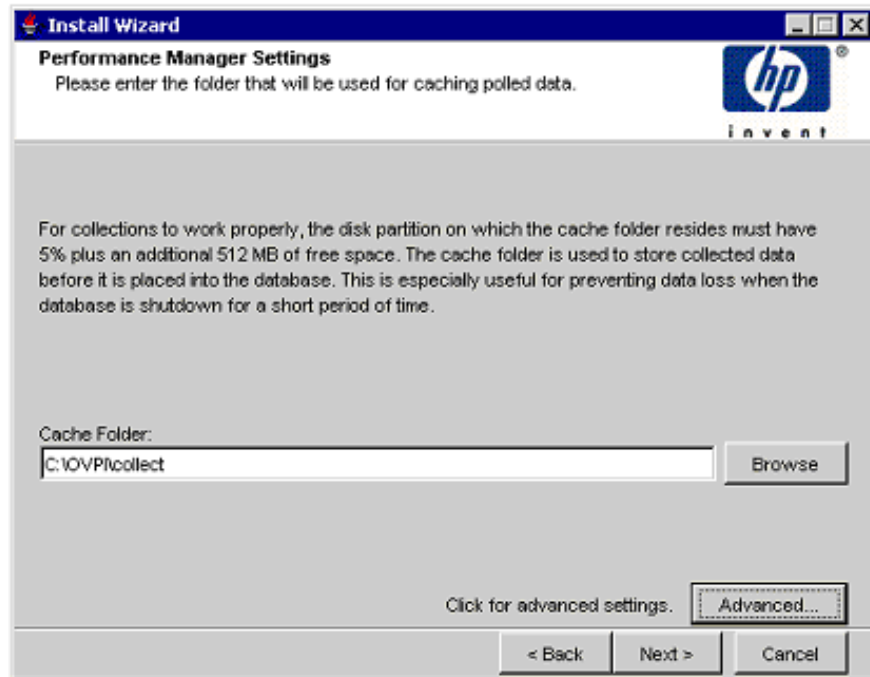 Install Wizard
Performance Manager Settings
Please enter the folder that will be used for caching polled data.
hp
®
invent
For collections to work properly, the disk partition on which the cache folder resides must have
5% plus an additional 512 MB of free space. The cache folder is used to store collected data
before it is placed into the database. This is especially useful for preventing data loss when the
database is shutdown for a short period of time.
Cache Folder:
C:\OVPI\collect
Browse
Click for advanced settings.
Advanced...
< Back
Next >
Cancel